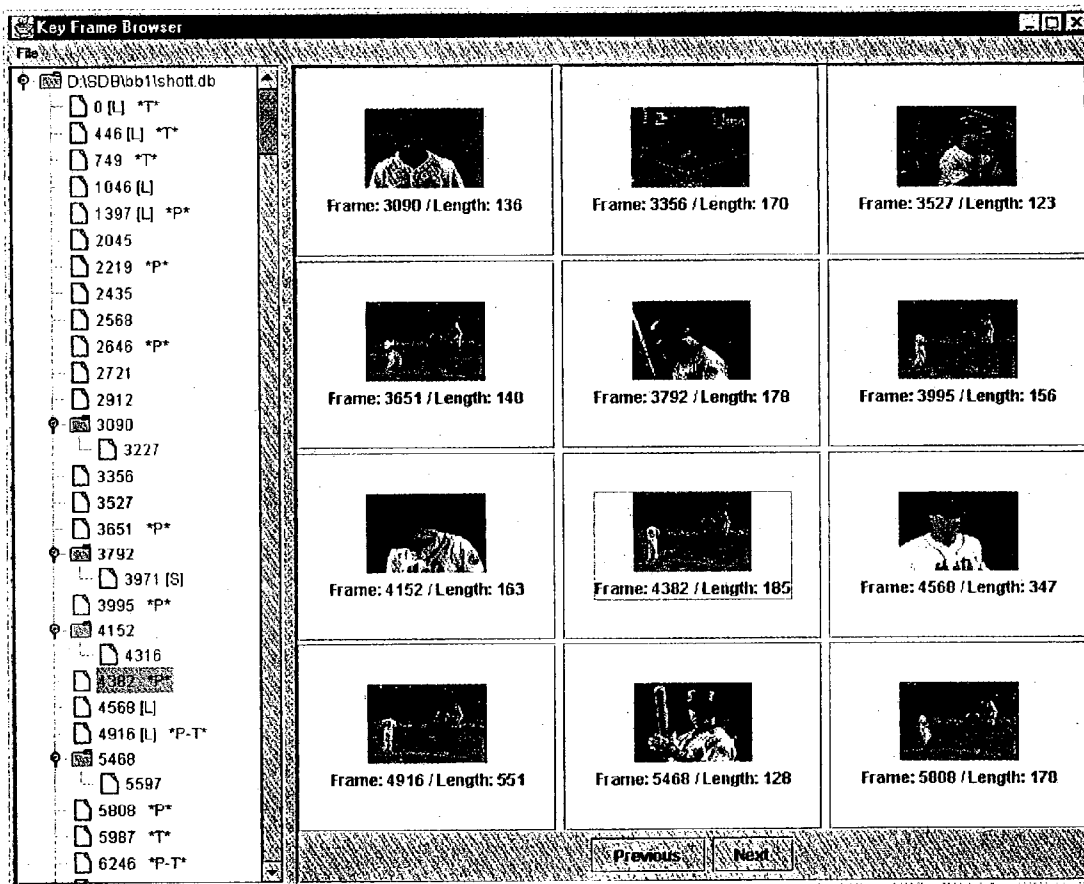 Key Frame Browser
File
D:\SDB\bb1\shott.db
0 [L] *T*
446 [L] *T*
749 *T*
1046 [L]
1397 [L] *P*
2045
2219 *P*
2435
2568
2646 *P*
2721
2912
3090
3227
3356
3527
3651 *P*
3792
3971 [S]
3995 *P*
4152
4316
4382 *P*
4568 [L]
4916 [L] *P-T*
5468
5597
5808 *P*
5987 *T*
6246 *P-T*
Frame: 3090 / Length: 136
Frame: 3356 / Length: 170
Frame: 3527 / Length: 123
Frame: 3651 / Length: 140
Frame: 3792 / Length: 178
Frame: 3995 / Length: 156
Frame: 4152 / Length: 163
Frame: 4382 / Length: 185
Frame: 4568 / Length: 347
Frame: 4916 / Length: 551
Frame: 5468 / Length: 128
Frame: 5808 / Length: 178
Previous Next